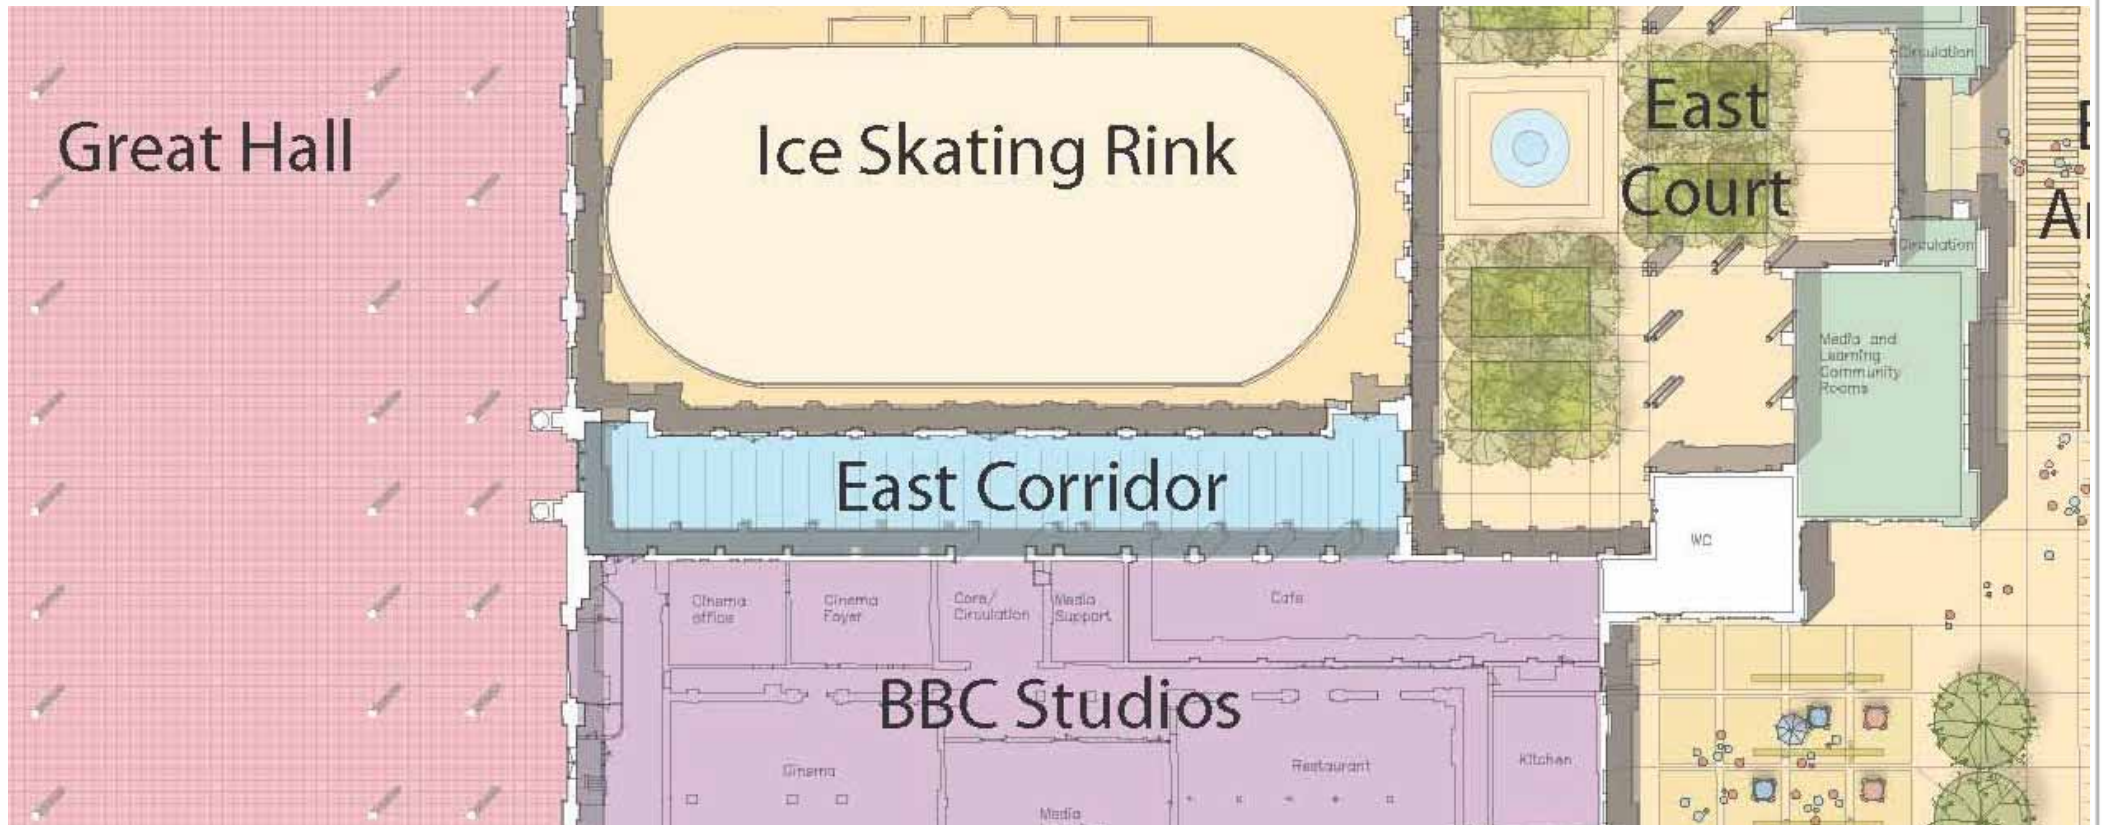 Great Hall
Ice Skating Rink
East
Court
Circulation
Circulation
Media and
Learning
Community
Rooms
East Corridor
WC
Cinema
office
Cinema
Foyer
Core/
Circulation
Media
Support
Cafe
BBC Studios
Cinema
Restaurant
Kitchen
Media